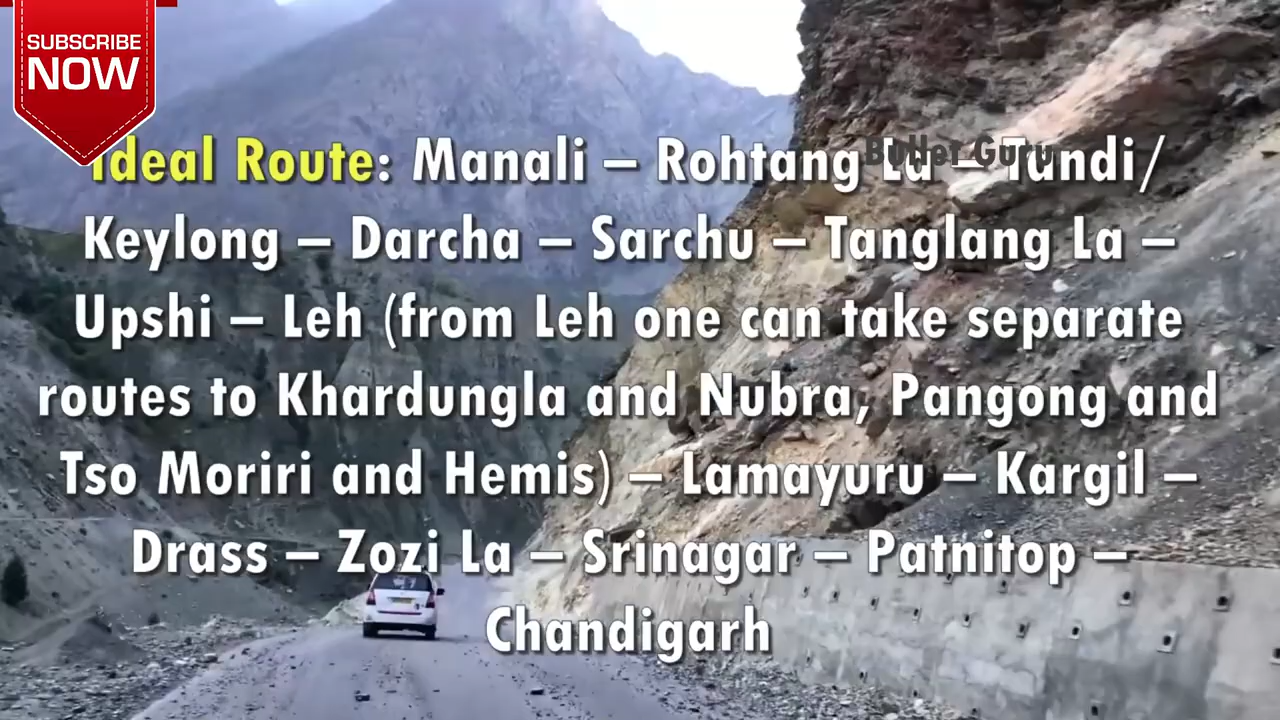 SUBSCRIBE
NOW
Ideal Route: Manali – Rohtang La – Tandi/
Bullet Guru
Keylong – Darcha – Sarchu – Tanglang La –
Upshi – Leh (from Leh one can take separate
routes to Khardungla and Nubra, Pangong and
Tso Moriri and Hemis) – Lamayuru – Kargil –
Drass – Zozi La – Srinagar – Patnitop –
Chandigarh